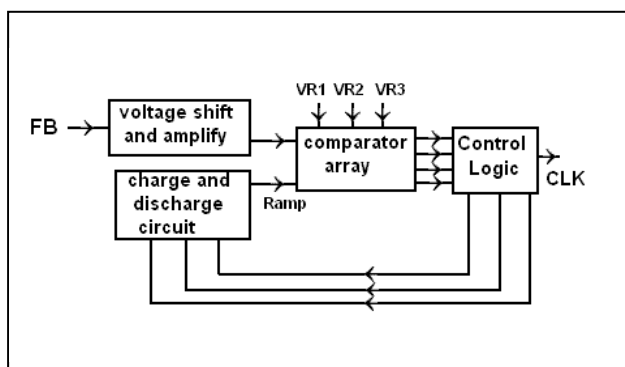 VR1 VR2 VR3
FB
voltage shift
and amplify
comparator
array
Control
Logic
CLK
charge and
discharge
circuit
Ramp